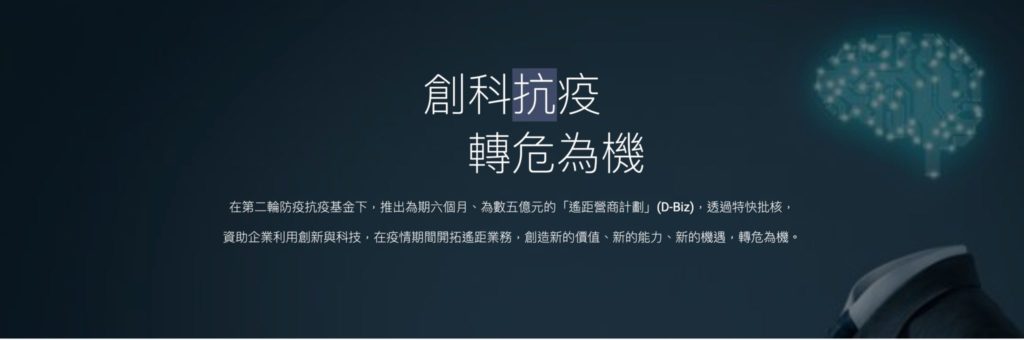 創科抗疫
轉危為機
在第二輪防疫抗疫基金下，推出為期六個月、為數五億元的「遙距營商計劃」(D-Biz)，透過特快批核，
資助企業利用創新與科技，在疫情期間開拓遙距業務，創造新的價值、新的能力、新的機遇，轉危為機。